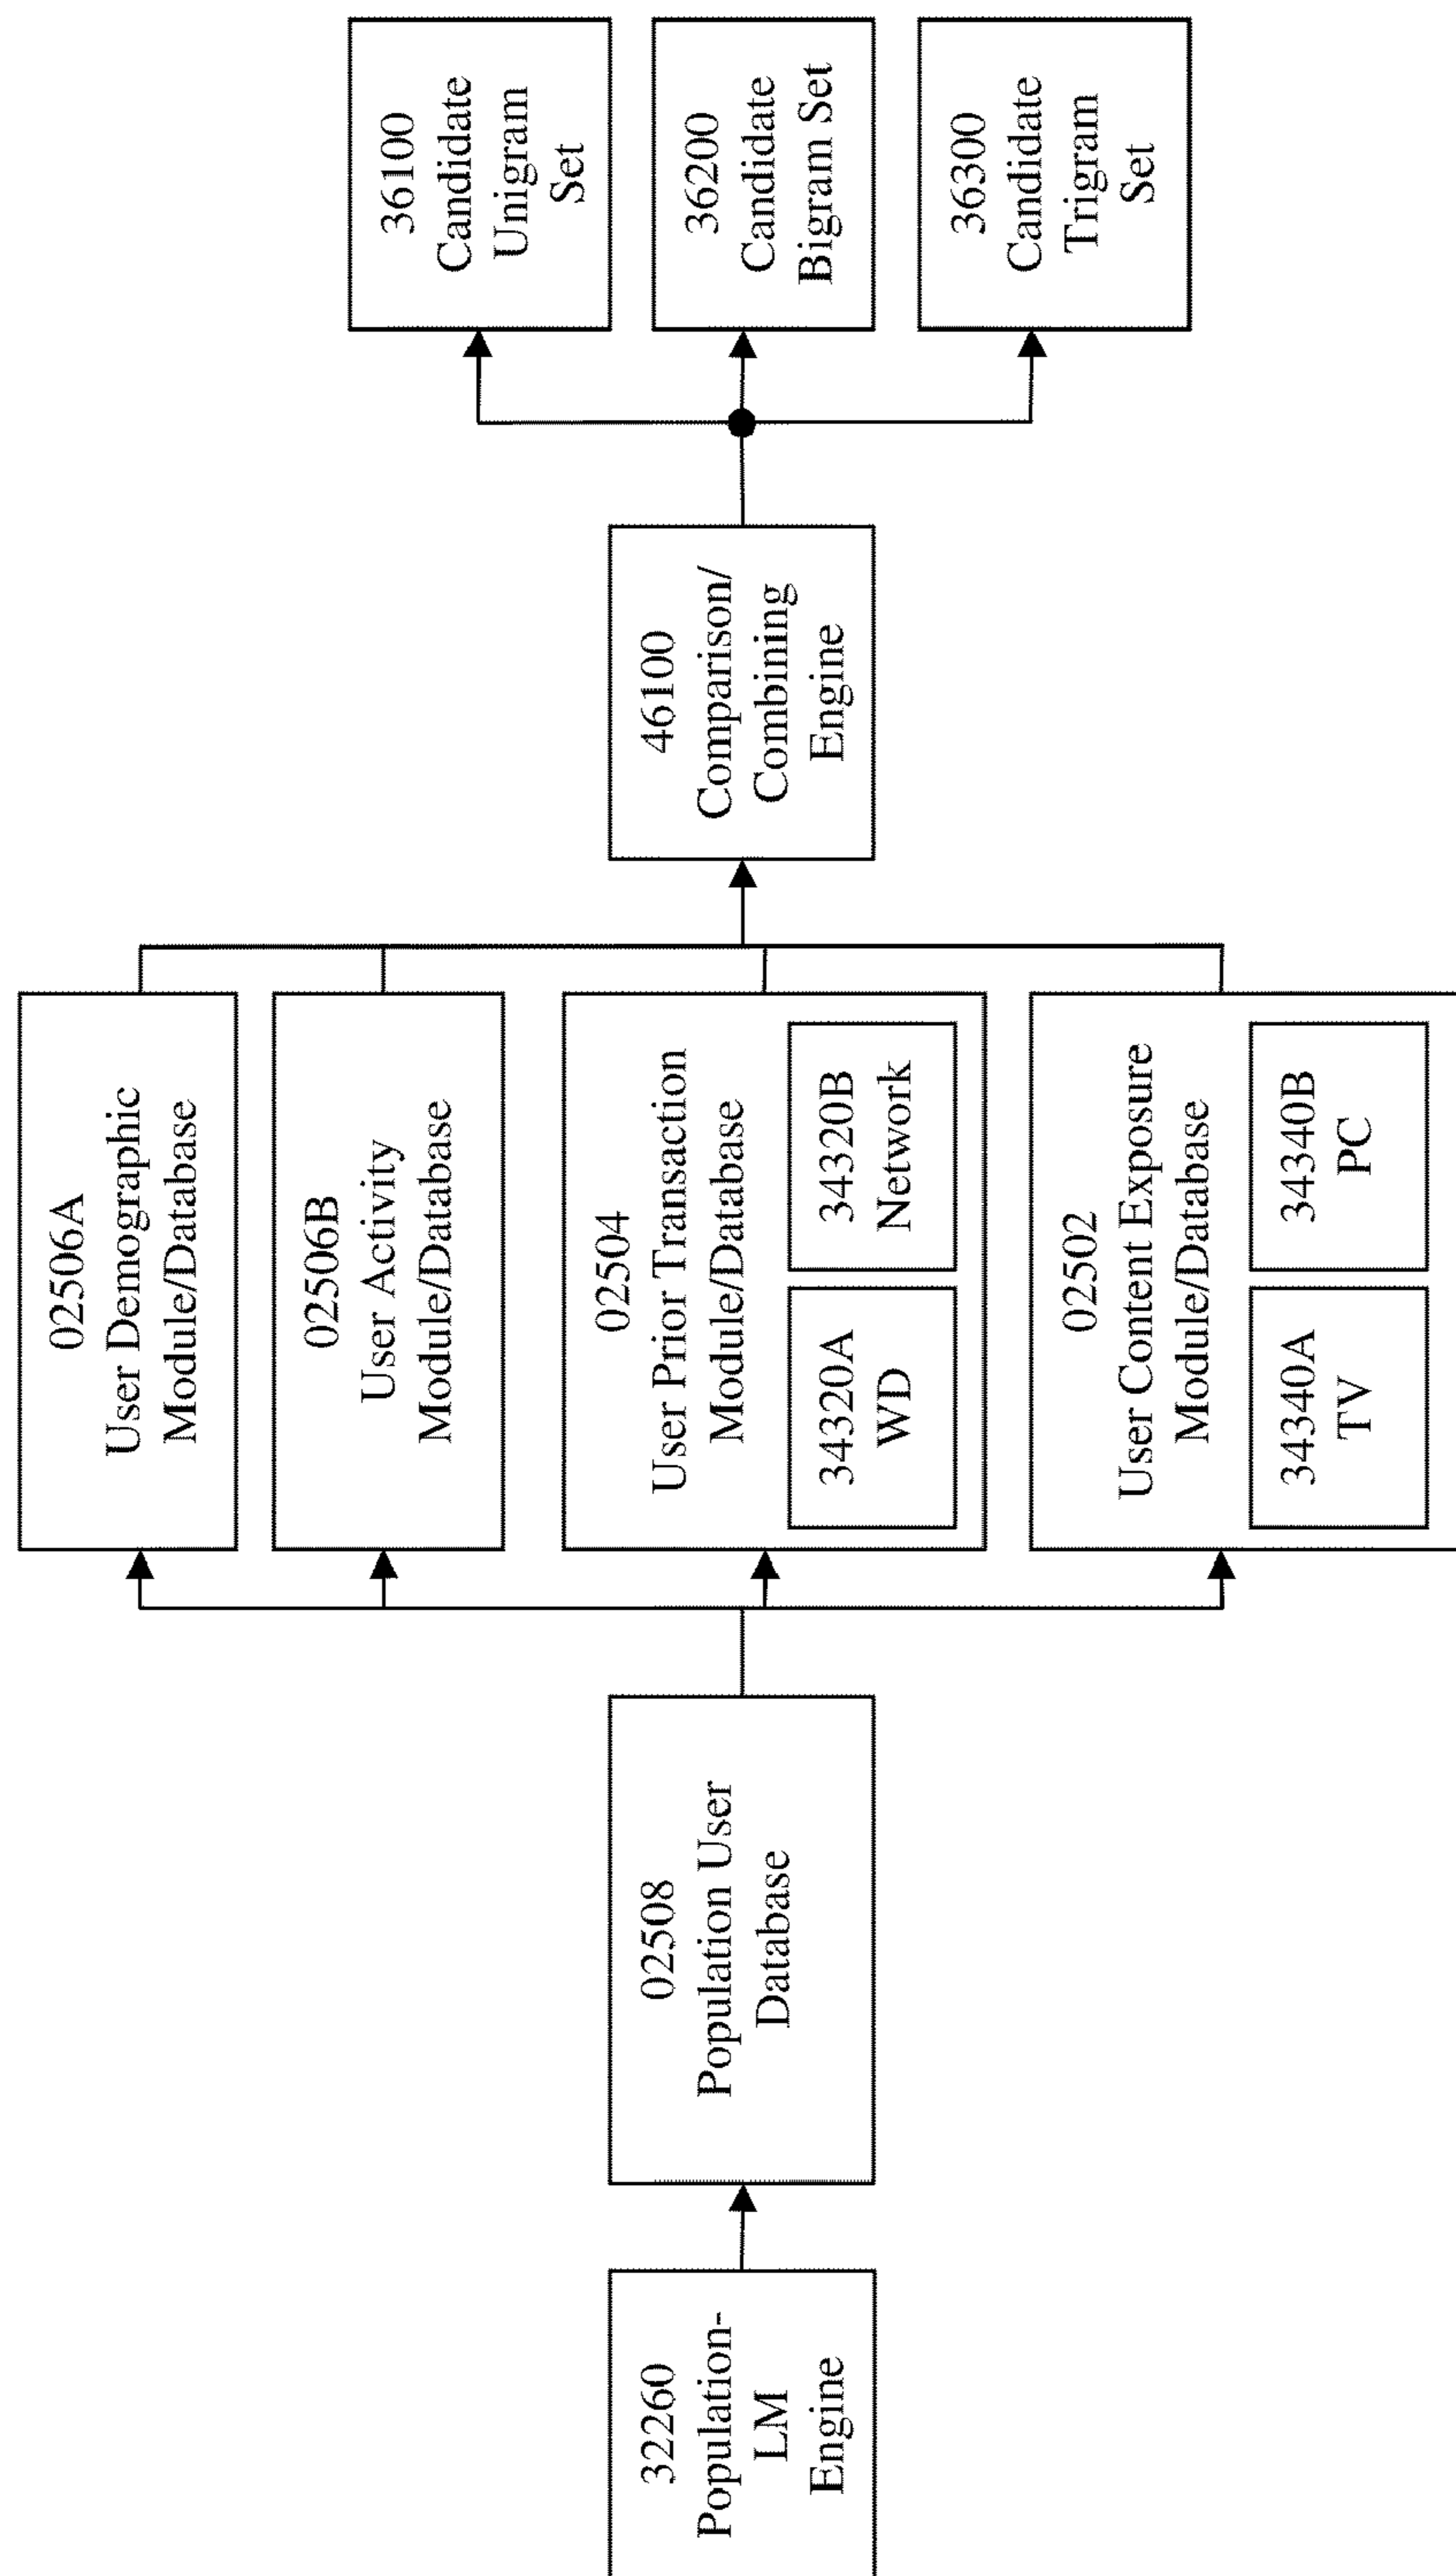 32260
Population-
LM
Engine
02508
Population User
Database
02506A
User Demographic
Module/Database
02506B
User Activity
Module/Database
02504
User Prior Transaction
Module/Database
34320A
WD
34320B
Network
02502
User Content Exposure
Module/Database
34340A
TV
34340B
PC
46100
Comparison/
Combining
Engine
36100
Candidate
Unigram
Set
36200
Candidate
Bigram Set
36300
Candidate
Trigram
Set